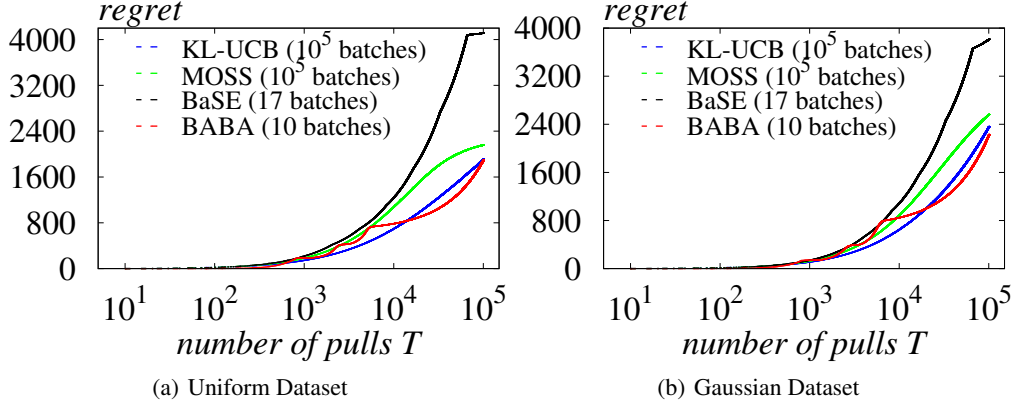 regret
4000
3200
2400
1600
800
0
KL-UCB (10^5 batches)
MOSS (10^5 batches)
BaSE (17 batches)
BABA (10 batches)
10^1 10^2 10^3 10^4 10^5
number of pulls T
(a) Uniform Dataset
regret
4000
3200
2400
1600
800
0
KL-UCB (10^5 batches)
MOSS (10^5 batches)
BaSE (17 batches)
BABA (10 batches)
10^1 10^2 10^3 10^4 10^5
number of pulls T
(b) Gaussian Dataset